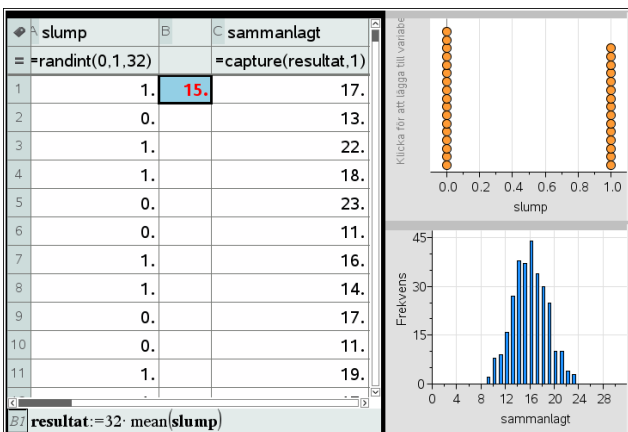 A slump B C sammanlagt
= =randint(0,1,32) =capture(resultat,1)
1 1. 15. 17.
2 0. 13.
3 1. 22.
4 1. 18.
5 0. 23.
6 0. 11.
7 1. 16.
8 1. 14.
9 0. 17.
10 0. 11.
11 1. 19.
B1 resultat:=32· mean(slump)
Klicka för att lägga till variabe
0.0 0.2 0.4 0.6 0.8 1.0
slump
Frekvens
45
30
15
0
0 4 8 12 16 20 24 28
sammanlagt